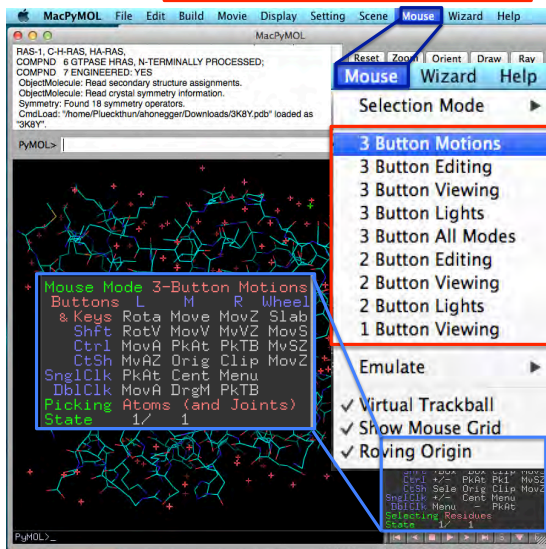 MacPyMOL File Edit Build Movie Display Setting Scene Mouse Wizard Help
MacPyMOL
RAS-1, C-H-RAS, HA-RAS,
COMPND 6 GTPASE HRAS, N-TERMINALLY PROCESSED;
COMPND 7 ENGINEERED: YES
ObjectMolecule: Read secondary structure assignments.
ObjectMolecule: Read crystal symmetry information.
Symmetry: Found 18 symmetry operators.
CmdLoad: "/home/Plueckthun/ahonegger/Downloads/3K8Y.pdb" loaded as
"3K8Y".
PyMOL>
Reset Zoom Orient Draw Ray
Mouse Wizard Help
Selection Mode
3 Button Motions
3 Button Editing
3 Button Viewing
3 Button Lights
3 Button All Modes
2 Button Editing
2 Button Viewing
2 Button Lights
1 Button Viewing
Emulate
✓ Virtual Trackball
✓ Show Mouse Grid
✓ Roving Origin
Mouse Mode 3-Button Motions
Buttons L M R Wheel
& Keys Rota Move MovZ Slab
Shft RotV MovV MvVZ MovS
Ctrl MovA PkAt PkTB MvSZ
CtSh MvAZ Orig Clip MovZ
SnglClk PkAt Cent Menu
DblClk MovA DrgM PkTB
Picking Atoms (and Joints)
State 1/ 1
Shft +Box -Box Clip MovS
Ctrl +/- PkAt Pk1 MvSZ
CtSh Sele Orig Clip MovZ
SnglClk +/- Cent Menu
DblClk Menu - PkAt
Selecting Residues
State 1/ 1
PyMOL>_